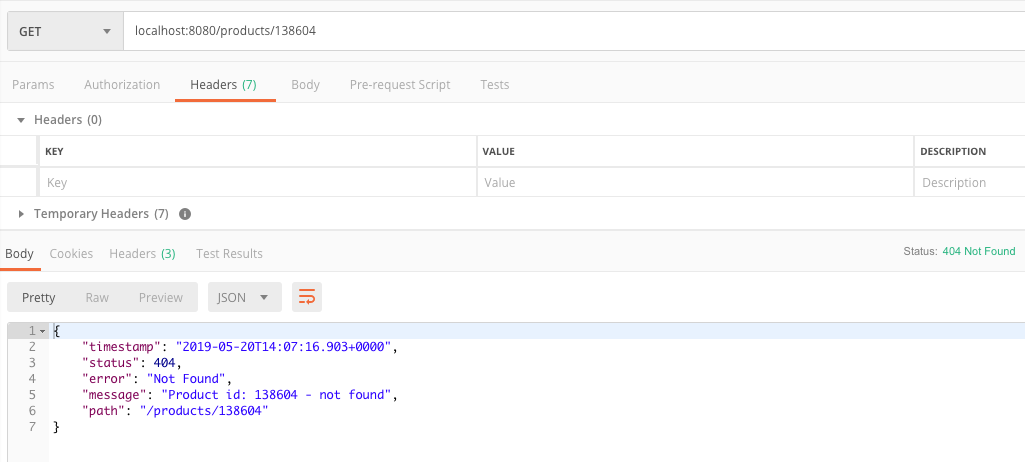 GET localhost:8080/products/138604
Params Authorization Headers (7) Body Pre-request Script Tests
Headers (0)
KEY VALUE DESCRIPTION
Key Value Description
Temporary Headers (7) i
Body Cookies Headers (3) Test Results Status: 404 Not Found
Pretty Raw Preview JSON
1 {
2 "timestamp": "2019-05-20T14:07:16.903+0000",
3 "status": 404,
4 "error": "Not Found",
5 "message": "Product id: 138604 - not found",
6 "path": "/products/138604"
7 }